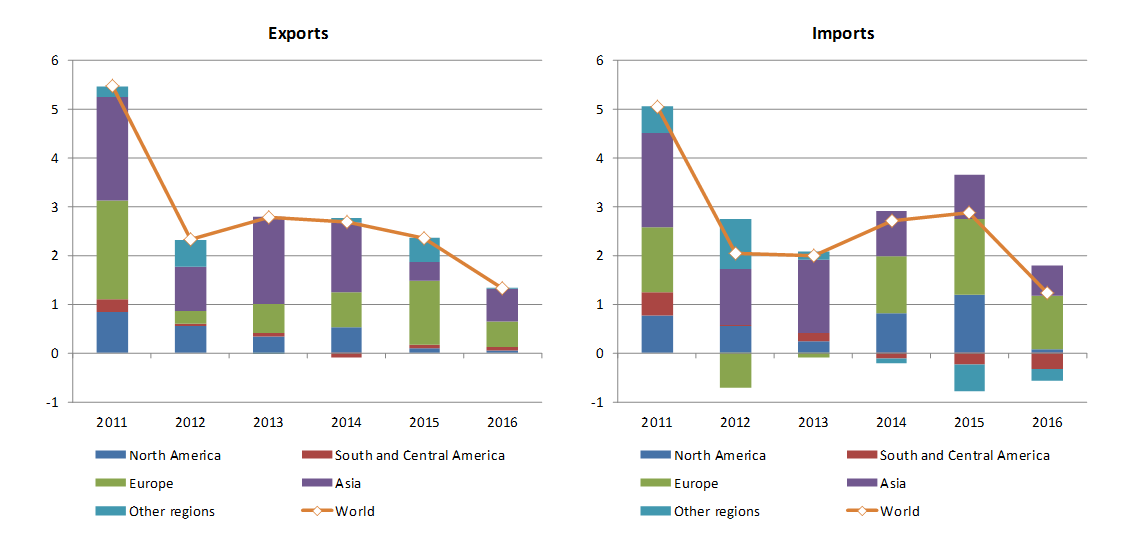 Exports
6
5
4
3
2
1
0
-1
2011 2012 2013 2014 2015 2016
North America South and Central America
Europe Asia
Other regions World
Imports
6
5
4
3
2
1
0
-1
2011 2012 2013 2014 2015 2016
North America South and Central America
Europe Asia
Other regions World